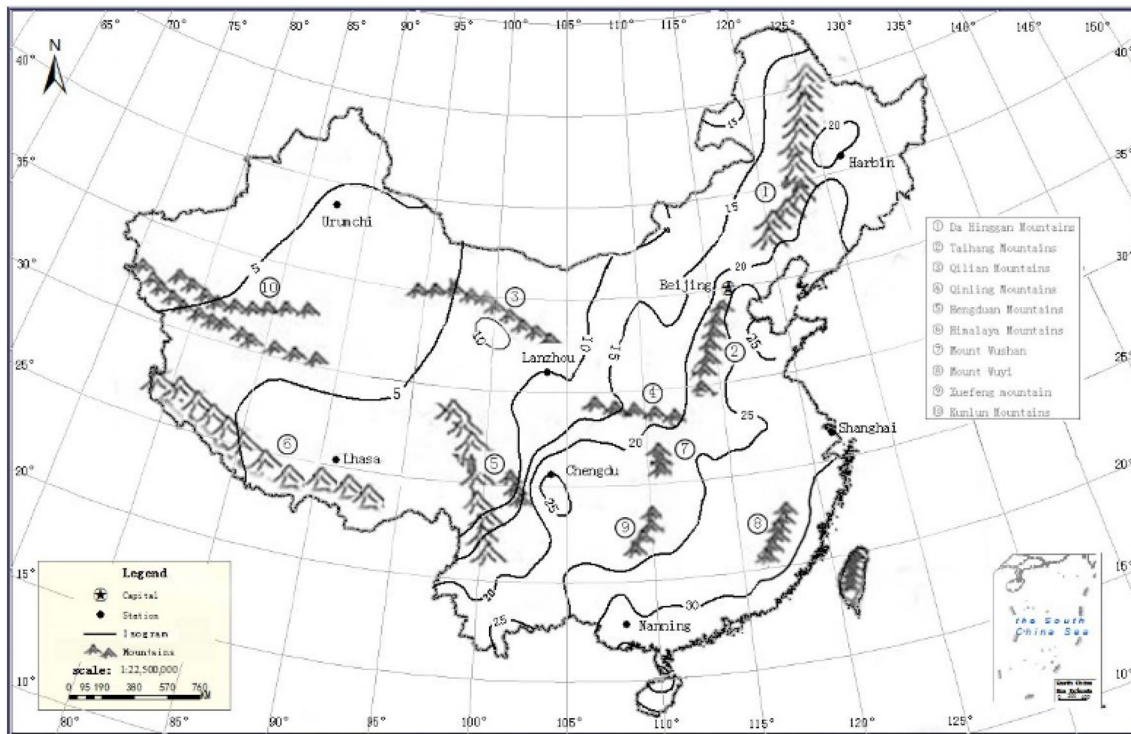 65° 70° 75° 80° 85° 90° 95° 100° 103° 105° 110° 115° 120° 125° 130° 135° 140° 145° 150°
N
40°
35°
30°
25°
20°
15°
10°
40°
35°
30°
25°
20°
15°
10°
15
20
Harbin
①
15
Urumchi
5
20
Beijing
⑩
③
10
10
15
25
②
Lanzhou
④
5
25
20
Shanghai
⑥
Lhasa
⑤
⑦
Chengdu
25
⑨
⑧
20
25
30
Nanning
① Da Hinggan Mountains
② Taihang Mountains
③ Qilian Mountains
④ Qinling Mountains
⑤ Hengduan Mountains
⑥ Himalaya Mountains
⑦ Mount Wushan
⑧ Mount Wuyi
⑨ Xuefeng mountain
⑩ Kunlun Mountains
Legend
Capital
Station
Isogram
Mountains
scale: 1:22,500,000
0 95 190 380 570 760
the South
China Sea
80° 85° 90° 95° 100° 105° 110° 115° 120° 125°